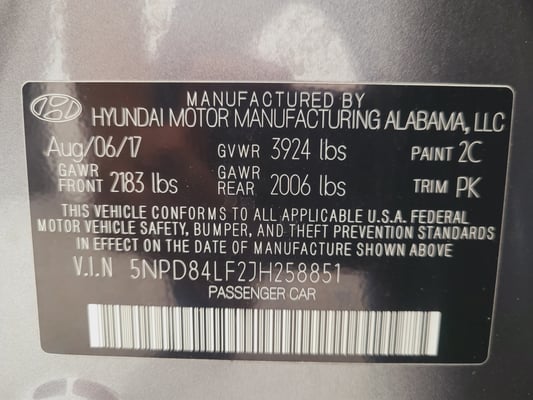 MANUFACTURED BY
HYUNDAI MOTOR MANUFACTURING ALABAMA, LLC
Aug/06/17 GVWR 3924 lbs PAINT 2C
GAWR FRONT 2183 lbs GAWR REAR 2006 lbs TRIM PK
THIS VEHICLE CONFORMS TO ALL APPLICABLE U.S.A. FEDERAL
MOTOR VEHICLE SAFETY, BUMPER, AND THEFT PREVENTION STANDARDS
IN EFFECT ON THE DATE OF MANUFACTURE SHOWN ABOVE.
V.I.N 5NPD84LF2JH258851
PASSENGER CAR